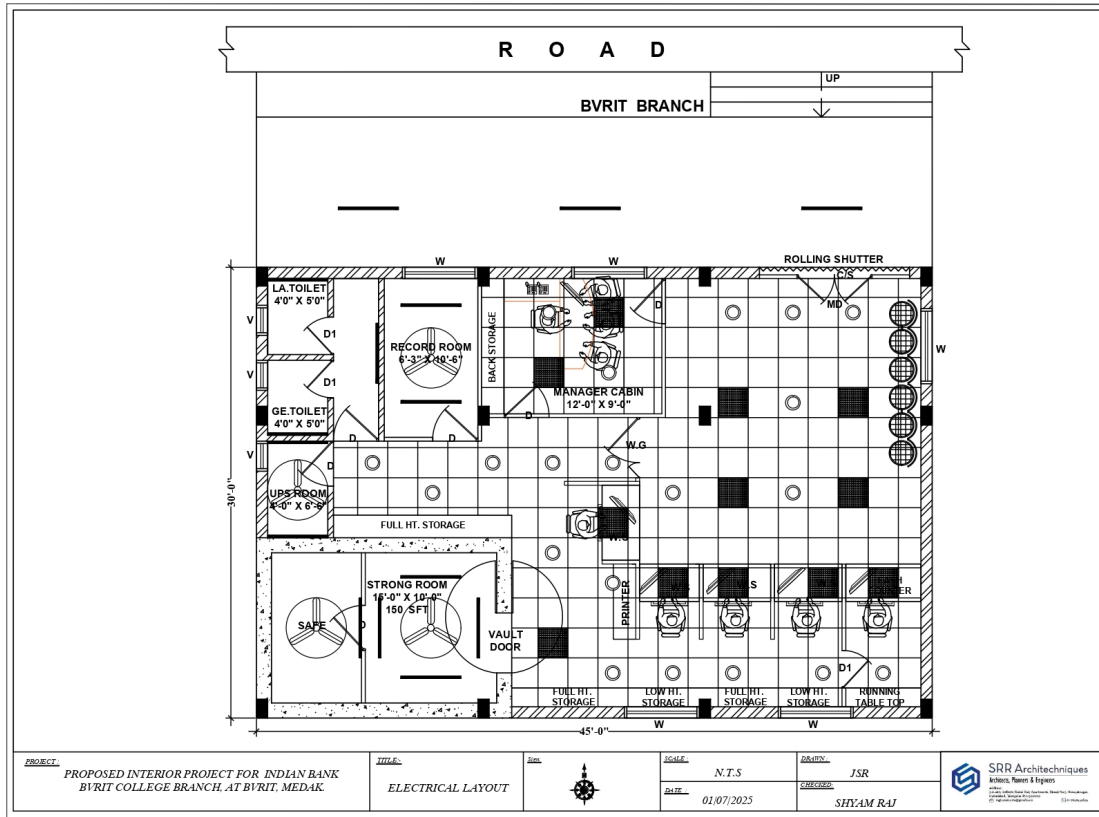 R O A D
UP
BVRIT BRANCH
ROLLING SHUTTER
W
W
C/S
LA.TOILET
4'0" X 5'0"
D
MD
V
D1
BACK STORAGE
RECORD ROOM
6'-3" X 10'-6"
W
V
D1
MANAGER CABIN
12'-0" X 9'-0"
GE.TOILET
4'0" X 5'0"
D
D
D
W.G
V
D
UPS ROOM
4'-0" X 6'-6"
30'-0"
FULL HT. STORAGE
STRONG ROOM
15'-0" X 10'-0"
150 SFT
PRINTER
SAFE
D
VAULT
DOOR
D1
FULL HT.
STORAGE
LOW HT.
STORAGE
FULL HT.
STORAGE
LOW HT.
STORAGE
RUNNING
TABLE TOP
W
W
45'-0"
PROJECT:
PROPOSED INTERIOR PROJECT FOR INDIAN BANK
BVRIT COLLEGE BRANCH, AT BVRIT, MEDAK.
TITLE:-
ELECTRICAL LAYOUT
Sign
SCALE:
N.T.S
DATE:
01/07/2025
DRAWN:
JSR
CHECKED:
SHYAM RAJ
SRR Architechniques
Architects, Planners & Engineers